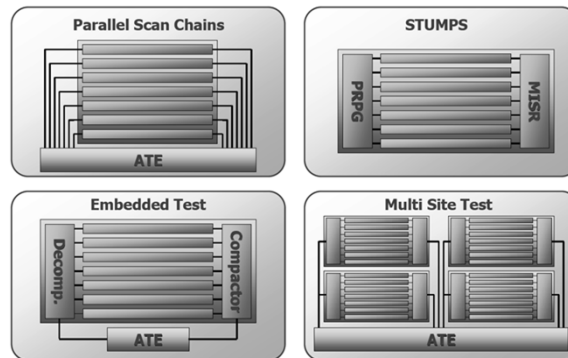 Parallel Scan Chains
ATE
STUMPS
PRPG
MISR
Embedded Test
Decomp.
Compactor
ATE
Multi Site Test
ATE